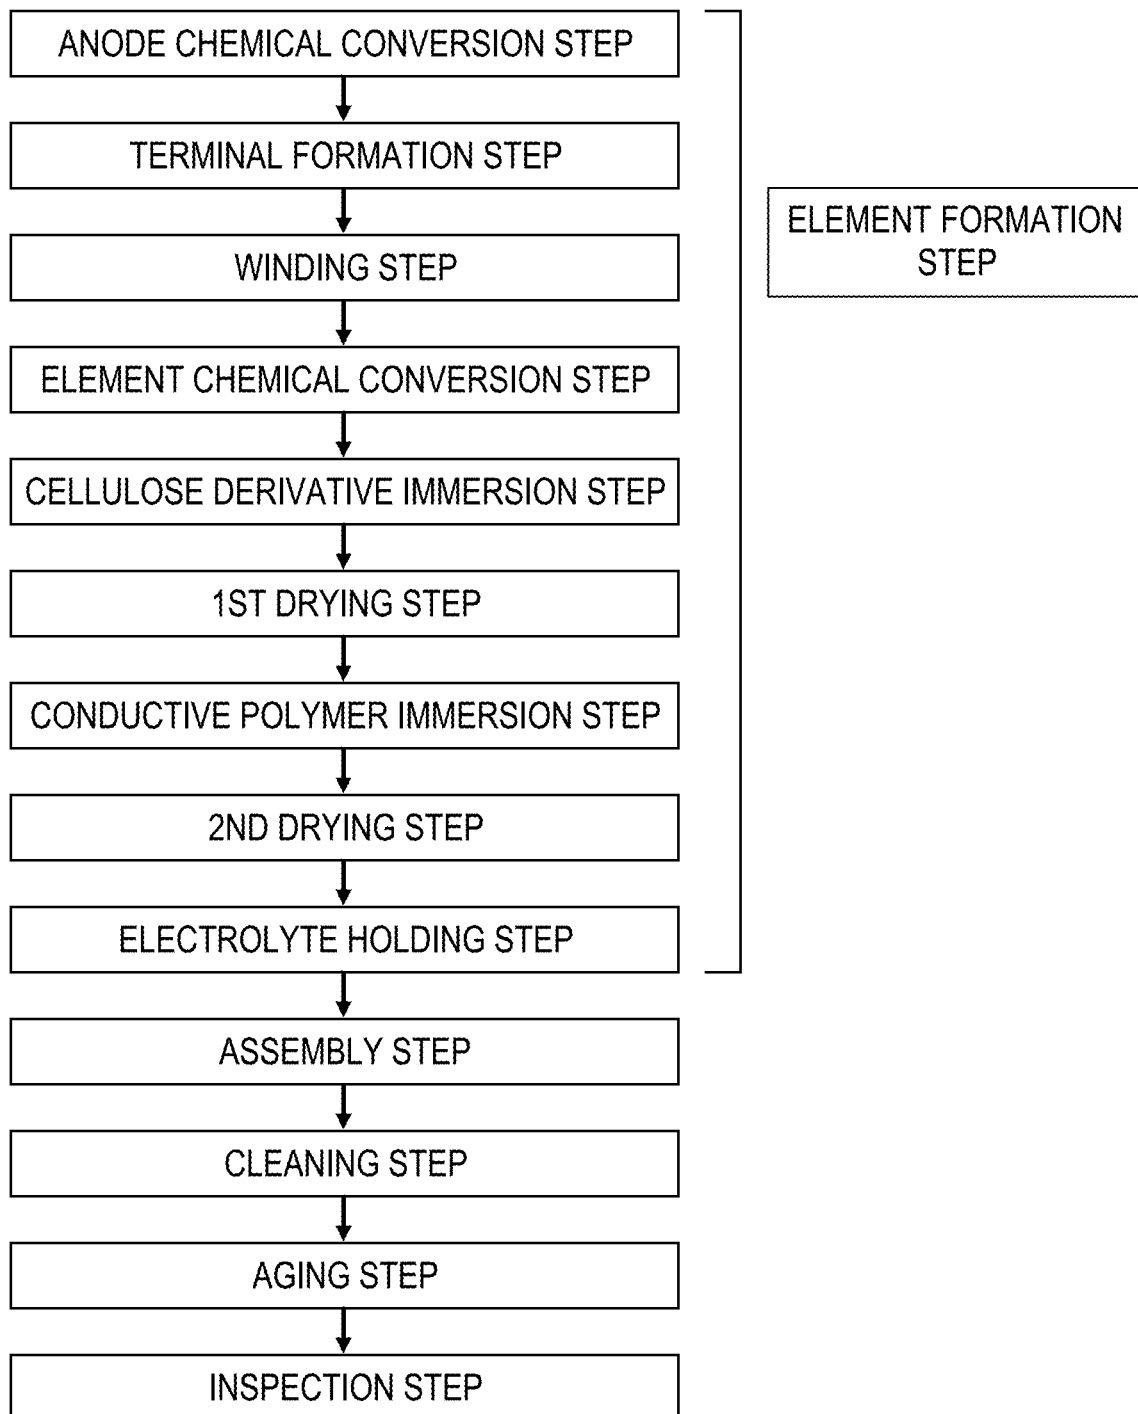 ANODE CHEMICAL CONVERSION STEP
TERMINAL FORMATION STEP
WINDING STEP
ELEMENT CHEMICAL CONVERSION STEP
CELLULOSE DERIVATIVE IMMERSION STEP
1ST DRYING STEP
CONDUCTIVE POLYMER IMMERSION STEP
2ND DRYING STEP
ELECTROLYTE HOLDING STEP
ASSEMBLY STEP
CLEANING STEP
AGING STEP
INSPECTION STEP
ELEMENT FORMATION
STEP